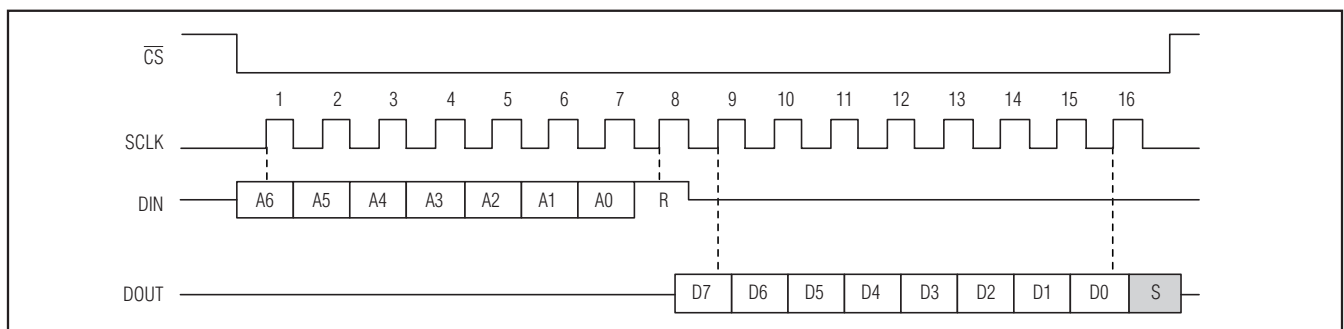 C̅S̅
1 2 3 4 5 6 7 8 9 10 11 12 13 14 15 16
SCLK
DIN A6 A5 A4 A3 A2 A1 A0 R
DOUT D7 D6 D5 D4 D3 D2 D1 D0 S